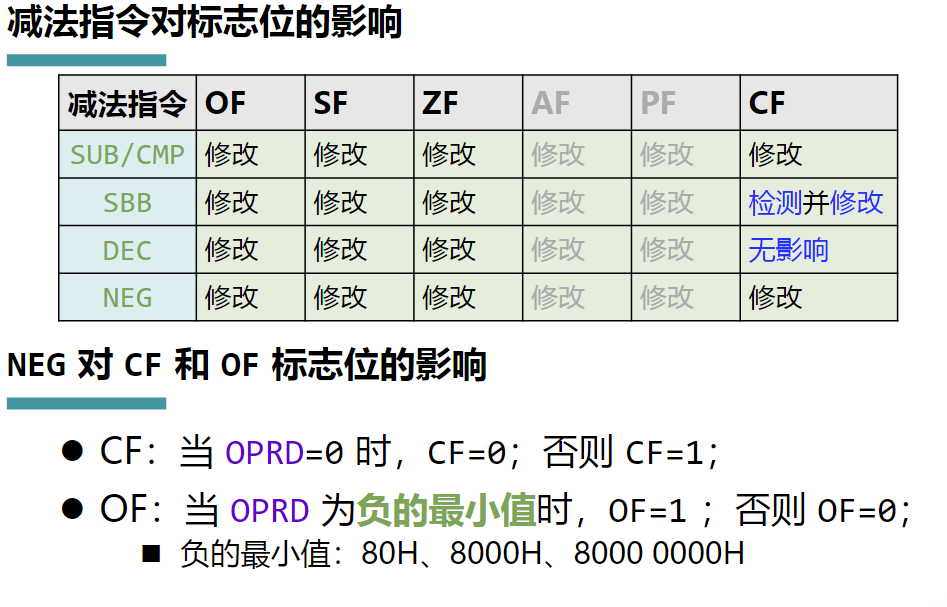 减法指令对标志位的影响
减法指令 OF SF ZF AF PF CF
SUB/CMP 修改 修改 修改 修改 修改 修改
SBB 修改 修改 修改 修改 修改 检测并修改
DEC 修改 修改 修改 修改 修改 无影响
NEG 修改 修改 修改 修改 修改 修改
NEG 对 CF 和 OF 标志位的影响
● CF：当 OPRD=0 时，CF=0；否则 CF=1；
● OF：当 OPRD 为负的最小值时，OF=1 ；否则 OF=0；
■ 负的最小值：80H、8000H、8000 0000H